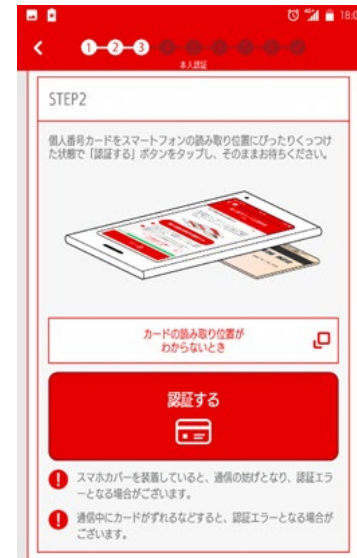 18:0
1 2 3
本人認証
STEP2
個人番号カードをスマートフォンの読み取り位置にぴったりくっつけ
た状態で「認証する」ボタンをタップし、そのままお待ちください。
カードの読み取り位置が
わからないとき
認証する
スマホカバーを装着していると、通信の妨げとなり、認証エラ
ーとなる場合がございます。
通信中にカードがずれるなどすると、認証エラーとなる場合が
ございます。